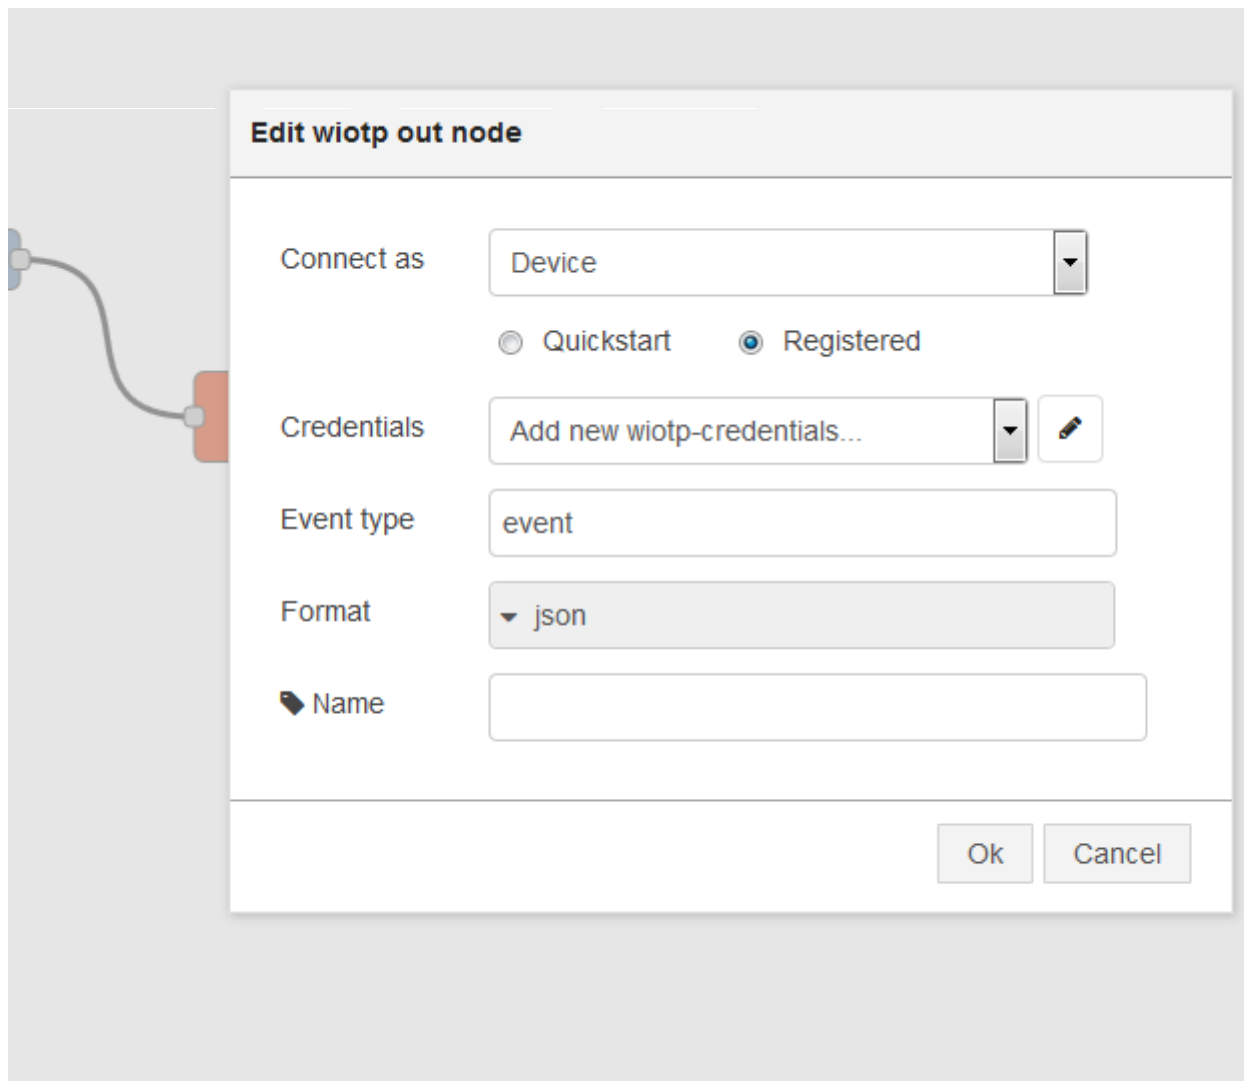 Edit wiotp out node
Connect as
Device
Quickstart
Registered
Credentials
Add new wiotp-credentials...
Event type
event
Format
json
Name
Ok
Cancel